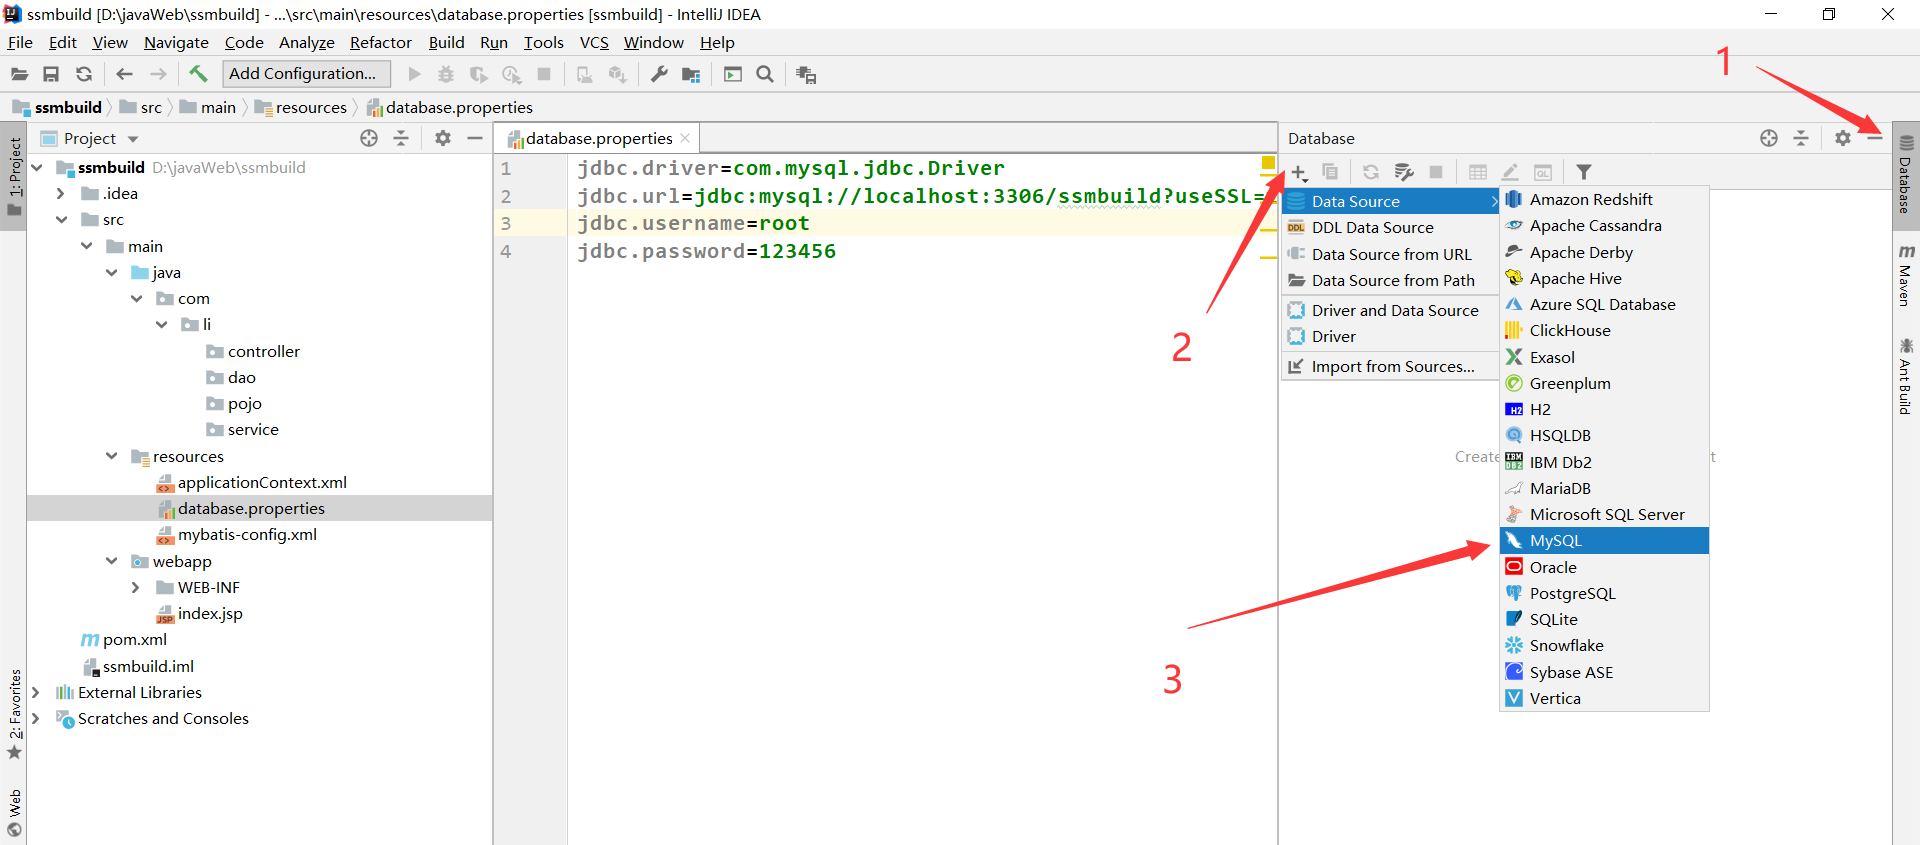 ssmbuild [D:\javaWeb\ssmbuild] - ...\src\main\resources\database.properties [ssmbuild] - IntelliJ IDEA
File Edit View Navigate Code Analyze Refactor Build Run Tools VCS Window Help
Add Configuration...
ssmbuild src main resources database.properties
1: Project
2: Favorites
Web
Project
ssmbuild D:\javaWeb\ssmbuild
.idea
src
main
java
com
li
controller
dao
pojo
service
resources
applicationContext.xml
database.properties
mybatis-config.xml
webapp
WEB-INF
index.jsp
pom.xml
ssmbuild.iml
External Libraries
Scratches and Consoles
database.properties
1 jdbc.driver=com.mysql.jdbc.Driver
2 jdbc.url=jdbc:mysql://localhost:3306/ssmbuild?useSSL=
3 jdbc.username=root
4 jdbc.password=123456
1
2
3
Database
Data Source
DDL Data Source
Data Source from URL
Data Source from Path
Driver and Data Source
Driver
Import from Sources...
Create
t
Amazon Redshift
Apache Cassandra
Apache Derby
Apache Hive
Azure SQL Database
ClickHouse
Exasol
Greenplum
H2
HSQLDB
IBM Db2
MariaDB
Microsoft SQL Server
MySQL
Oracle
PostgreSQL
SQLite
Snowflake
Sybase ASE
Vertica
Database
Maven
Ant Build